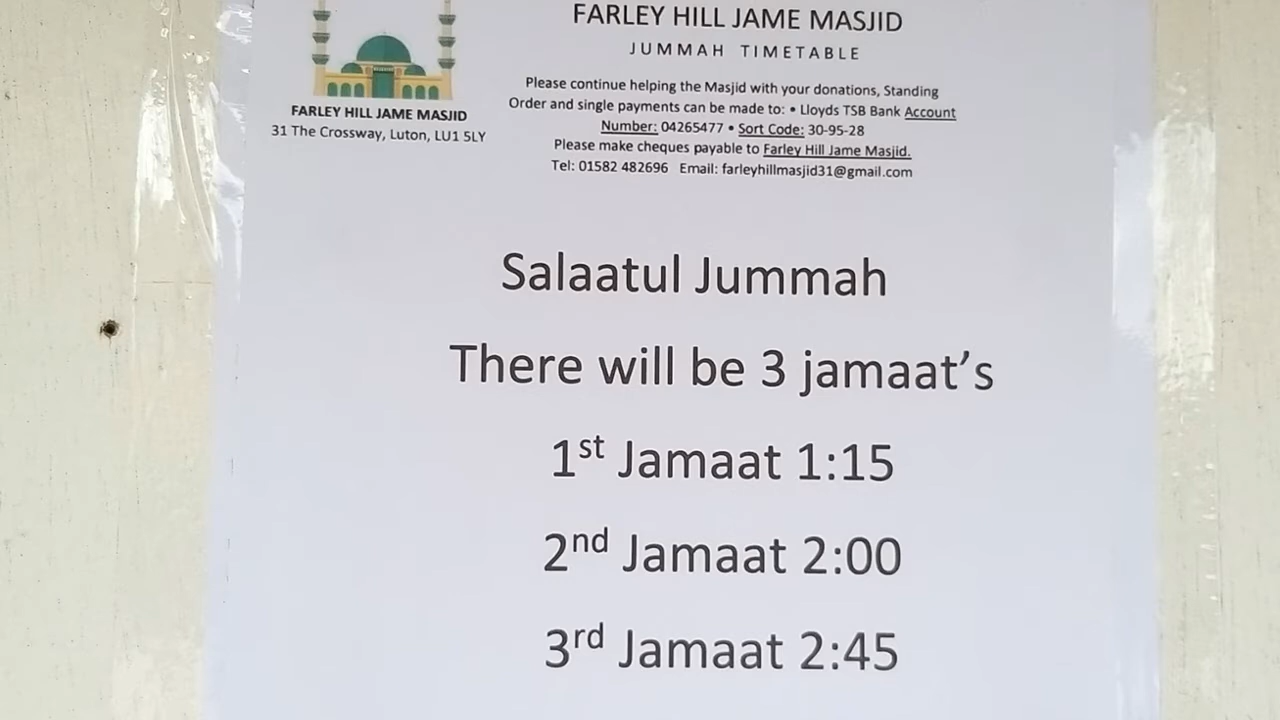 FARLEY HILL JAME MASJID
31 The Crossway, Luton, LU1 5LY
FARLEY HILL JAME MASJID
JUMMAH TIMETABLE
Please continue helping the Masjid with your donations, Standing
Order and single payments can be made to: • Lloyds TSB Bank Account
Number: 04265477 • Sort Code: 30-95-28
Please make cheques payable to Farley Hill Jame Masjid.
Tel: 01582 482696 Email: farleyhillmasjid31@gmail.com
Salaatul Jummah
There will be 3 jamaat’s
1st Jamaat 1:15
2nd Jamaat 2:00
3rd Jamaat 2:45